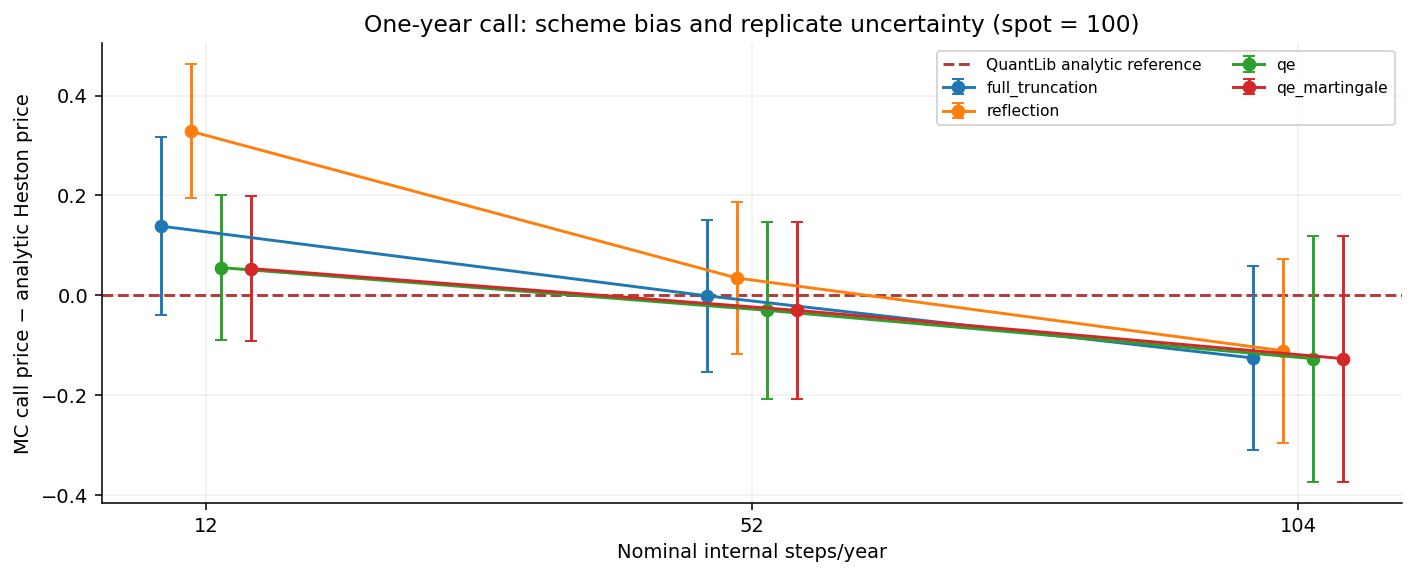 One-year call: scheme bias and replicate uncertainty (spot = 100)
MC call price − analytic Heston price
0.4
0.2
0.0
−0.2
−0.4
QuantLib analytic reference
full_truncation
reflection
qe
qe_martingale
12
52
104
Nominal internal steps/year